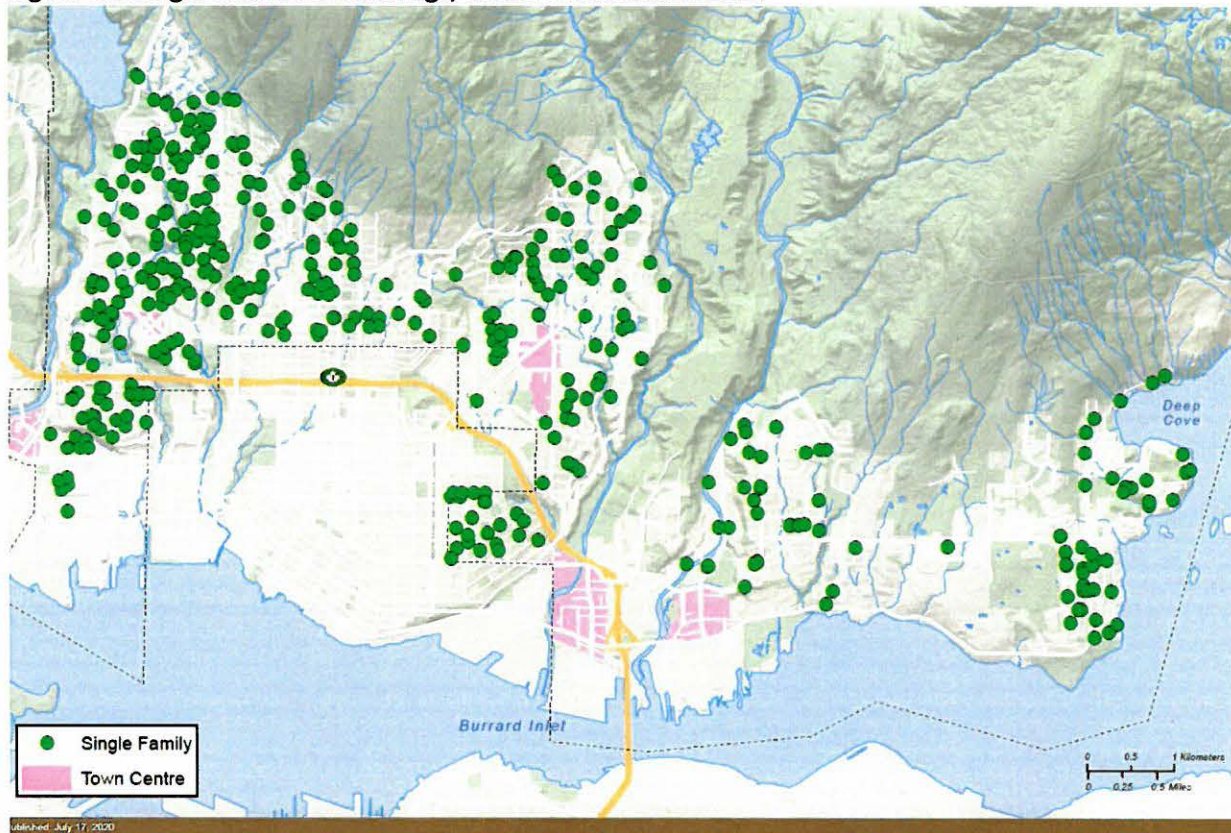 Deep
Cove
Burrard Inlet
Single Family
Town Centre
0 0.5 1 Kilometers
0 0.25 0.5 Miles
ublished: July 17, 2020